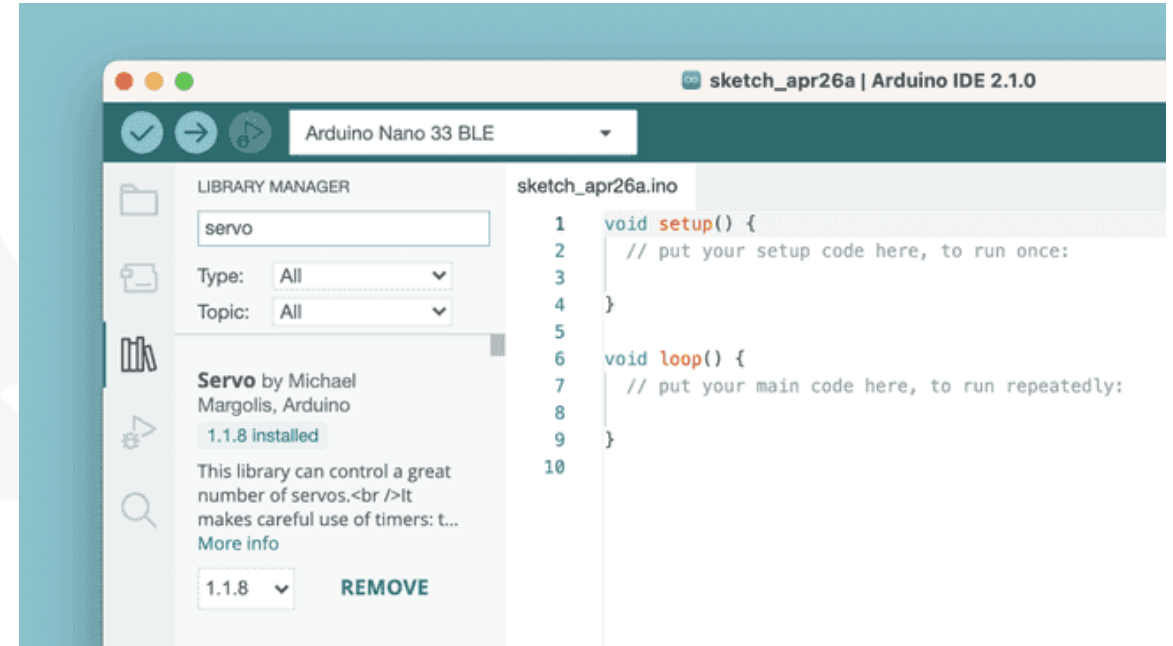 sketch_apr26a | Arduino IDE 2.1.0
Arduino Nano 33 BLE
LIBRARY MANAGER
servo
Type: All
Topic: All
Servo by Michael
Margolis, Arduino
1.1.8 installed
This library can control a great
number of servos.<br />It
makes careful use of timers: t...
More info
1.1.8 REMOVE
sketch_apr26a.ino
1 void setup() {
2 // put your setup code here, to run once:
3
4 }
5
6 void loop() {
7 // put your main code here, to run repeatedly:
8
9 }
10